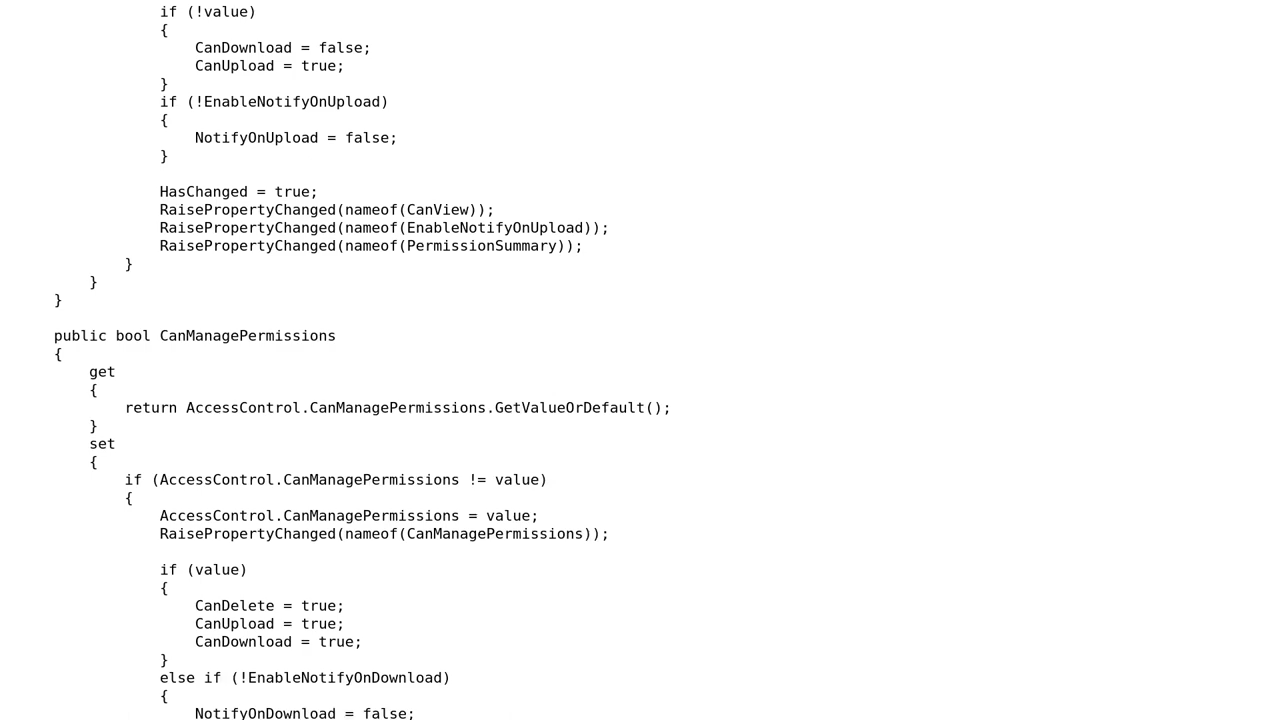 if (!value)
{
CanDownload = false;
CanUpload = true;
}
if (!EnableNotifyOnUpload)
{
NotifyOnUpload = false;
}
HasChanged = true;
RaisePropertyChanged(nameof(CanView));
RaisePropertyChanged(nameof(EnableNotifyOnUpload));
RaisePropertyChanged(nameof(PermissionSummary));
}
}
}
public bool CanManagePermissions
{
get
{
return AccessControl.CanManagePermissions.GetValueOrDefault();
}
set
{
if (AccessControl.CanManagePermissions != value)
{
AccessControl.CanManagePermissions = value;
RaisePropertyChanged(nameof(CanManagePermissions));
if (value)
{
CanDelete = true;
CanUpload = true;
CanDownload = true;
}
else if (!EnableNotifyOnDownload)
{
NotifyOnDownload = false;